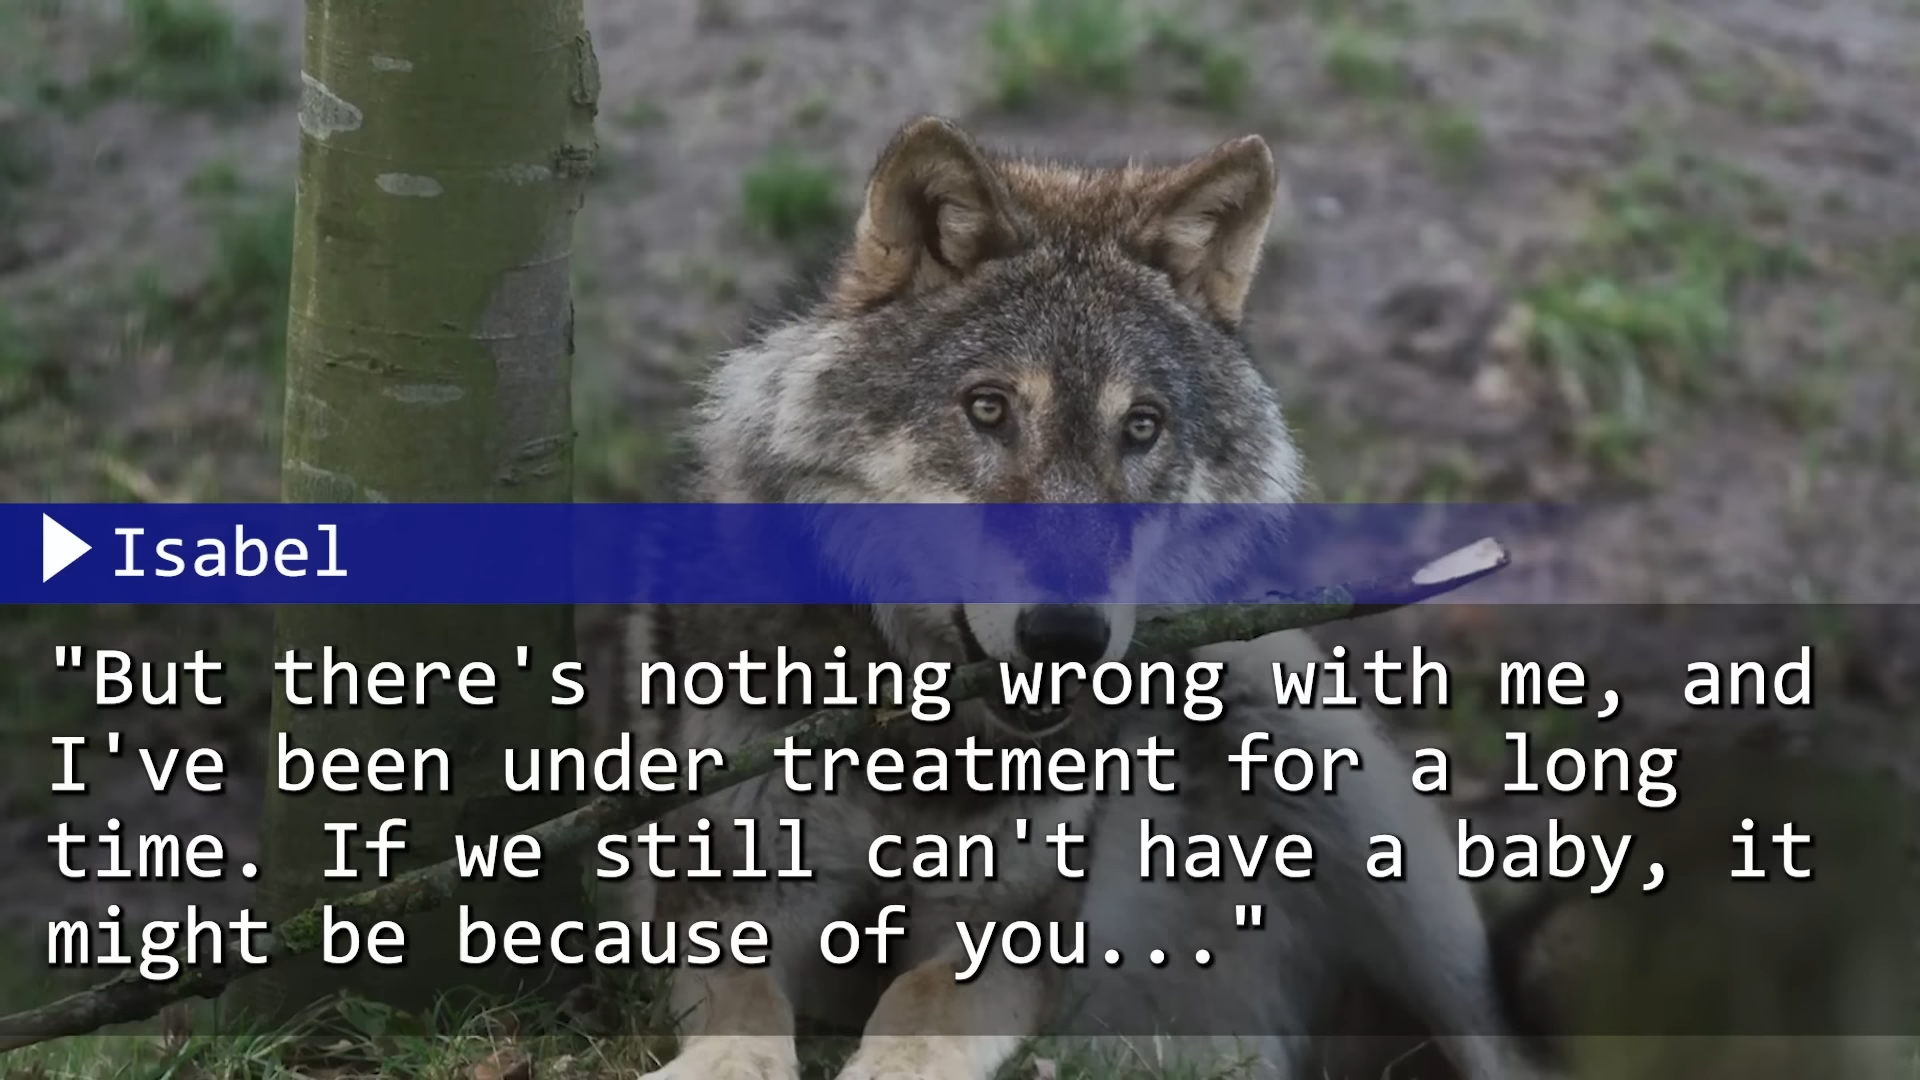 Isabel
"But there's nothing wrong with me, and
I've been under treatment for a long
time. If we still can't have a baby, it
might be because of you..."